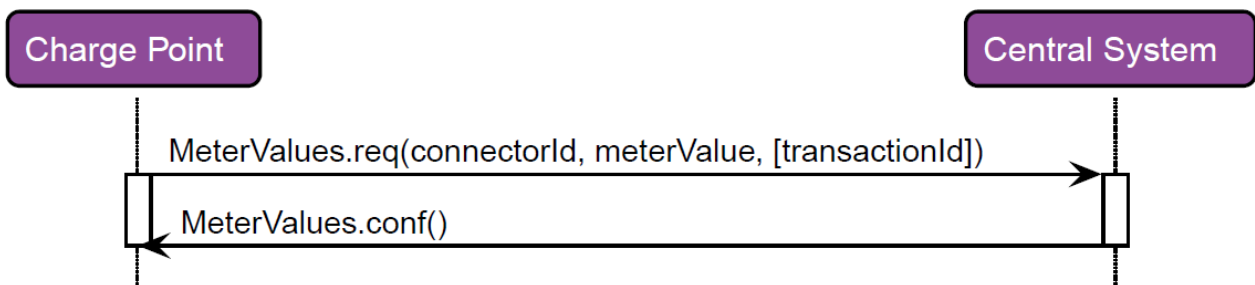 Charge Point
Central System
MeterValues.req(connectorId, meterValue, [transactionId])
MeterValues.conf()